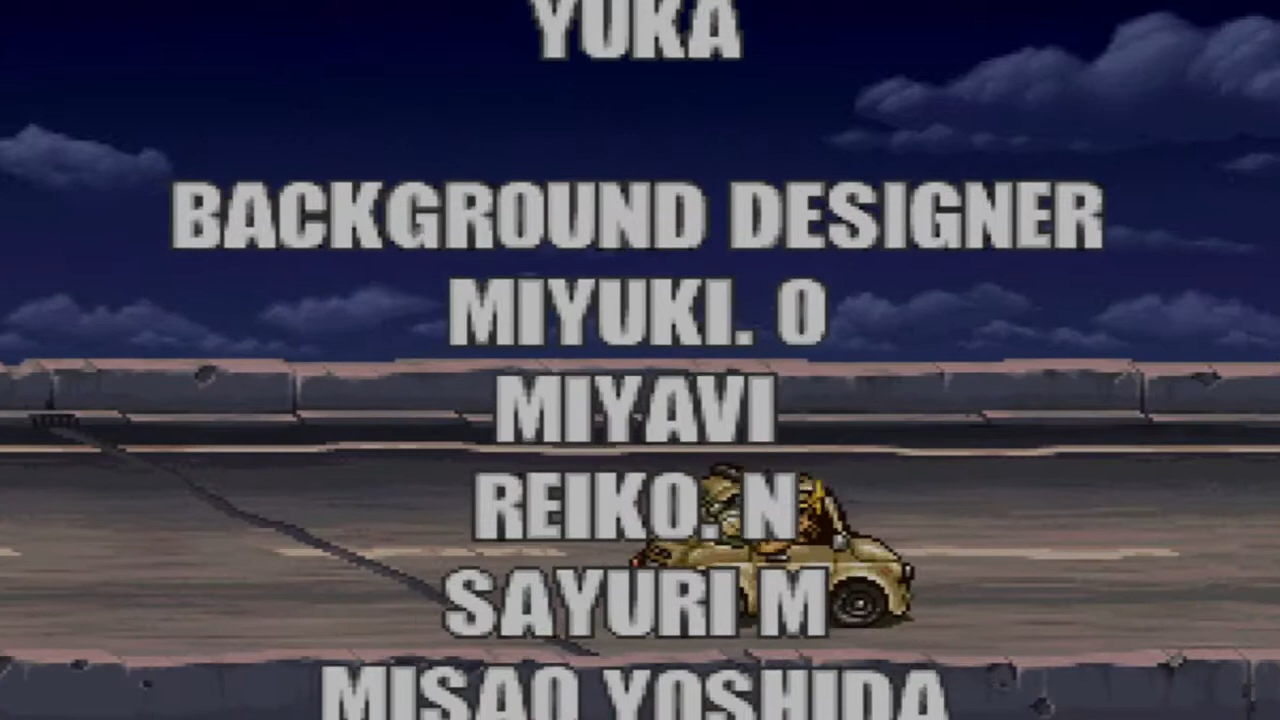 YUKA
BACKGROUND DESIGNER
MIYUKI. O
MIYAVI
REIKO. N
SAYURI M
MISAO YOSHIDA